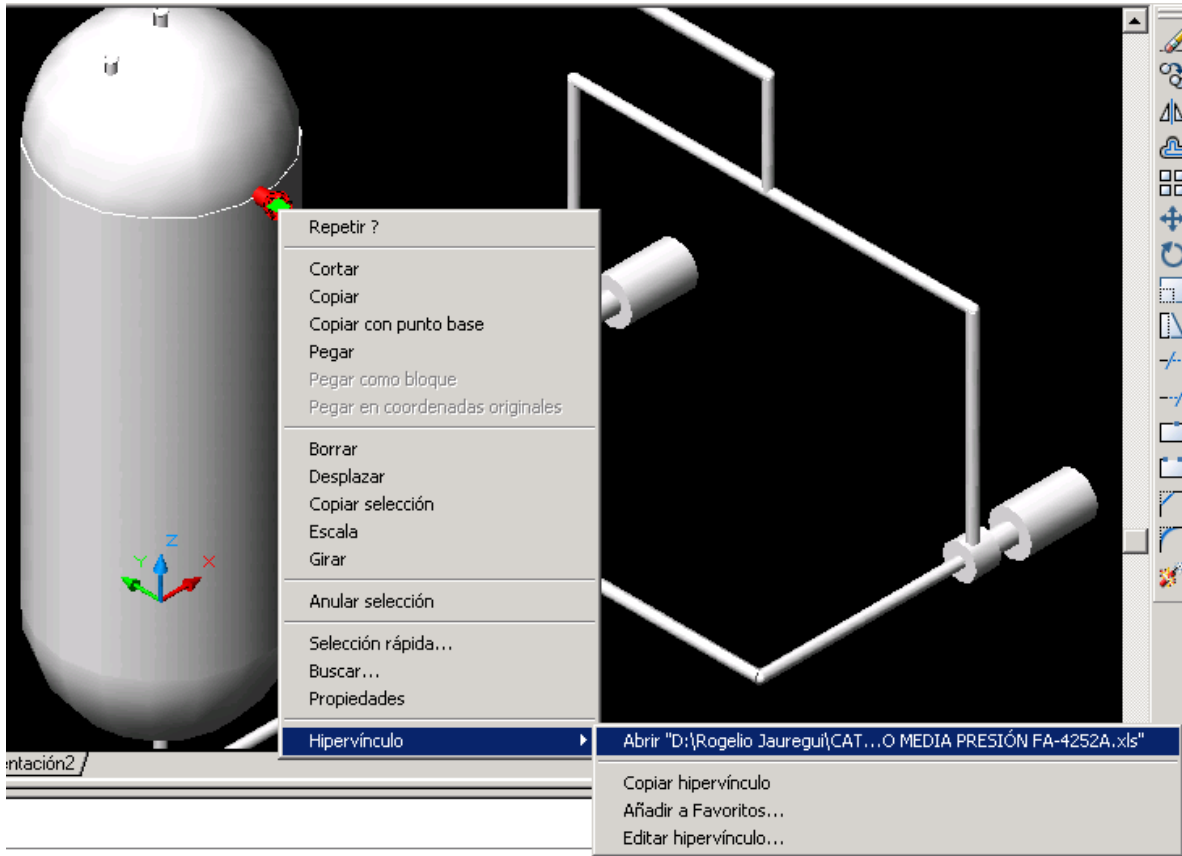 Repetir ?
Cortar
Copiar
Copiar con punto base
Pegar
Pegar como bloque
Pegar en coordenadas originales
Borrar
Desplazar
Copiar selección
Escala
Girar
Anular selección
Selección rápida...
Buscar...
Propiedades
Hipervínculo
Abrir "D:\Rogelio Jauregui\CAT...O MEDIA PRESIÓN FA-4252A.xls"
Copiar hipervínculo
Añadir a Favoritos...
Editar hipervínculo...
Z
Y
X
entación2